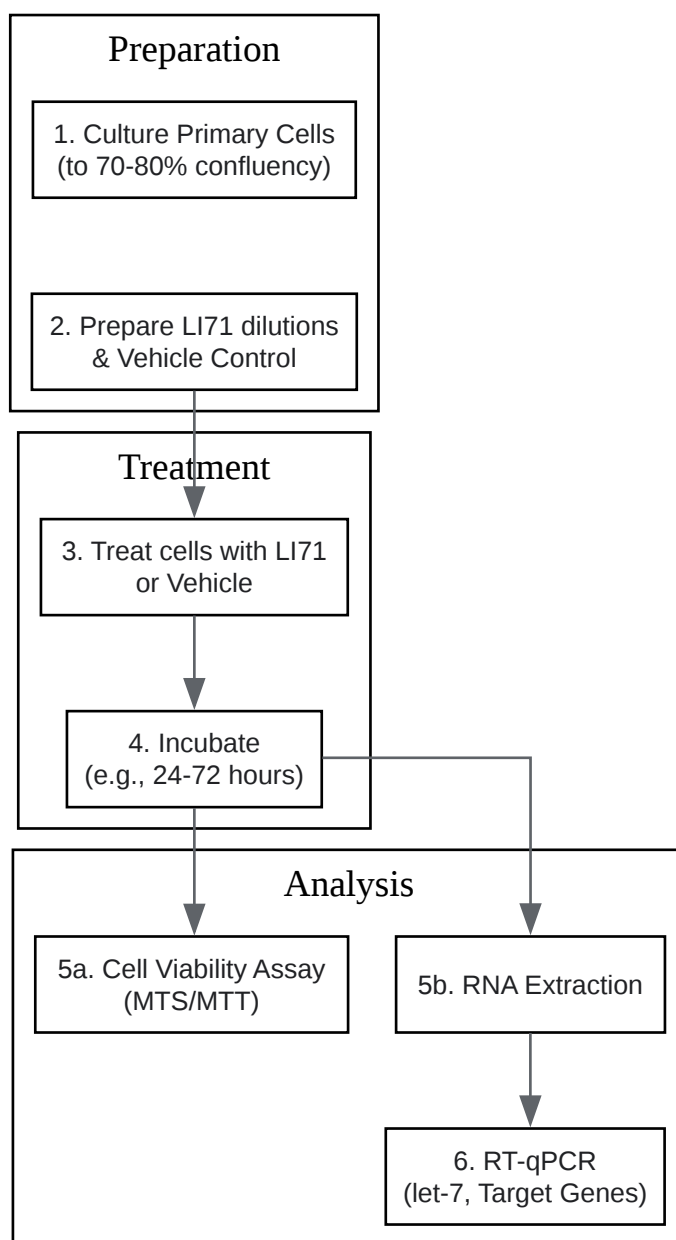 Preparation
1. Culture Primary Cells
(to 70-80% confluency)
2. Prepare LI71 dilutions
& Vehicle Control
Treatment
3. Treat cells with LI71
or Vehicle
4. Incubate
(e.g., 24-72 hours)
Analysis
5a. Cell Viability Assay
(MTS/MTT)
5b. RNA Extraction
6. RT-qPCR
(let-7, Target Genes)